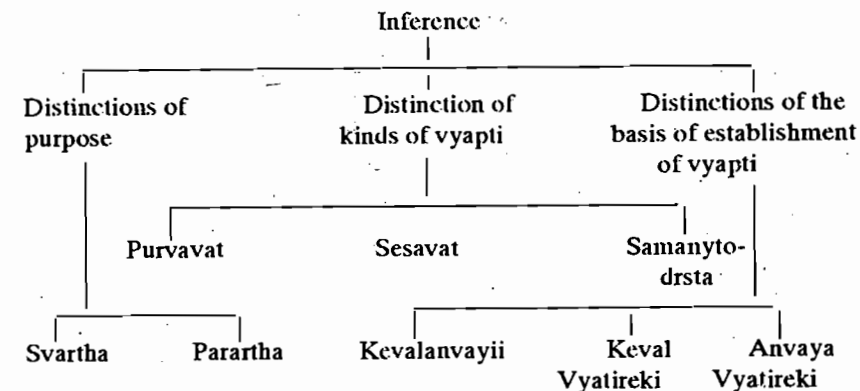 Inference
Distinctions of
purpose
Distinction of
kinds of vyapti
Distinctions of the
basis of establishment
of vyapti
Purvavat
Sesavat
Samanyto-
drsta
Svartha
Parartha
Kevalanvayii
Keval
Vyatireki
Anvaya
Vyatireki